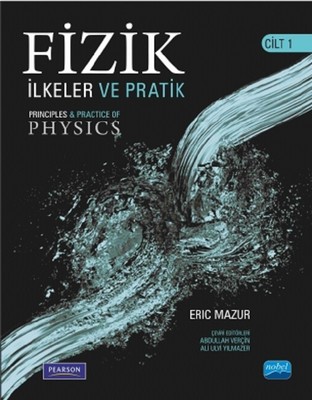 CİLT 1
FİZİK
İLKELER VE PRATİK
PRINCIPLES & PRACTICE OF
PHYSICS
ERIC MAZUR
ÇEVİRİ EDİTÖRLERİ
ABDULLAH VERÇİN
ALİ ULVİ YILMAZER
PEARSON
nobel